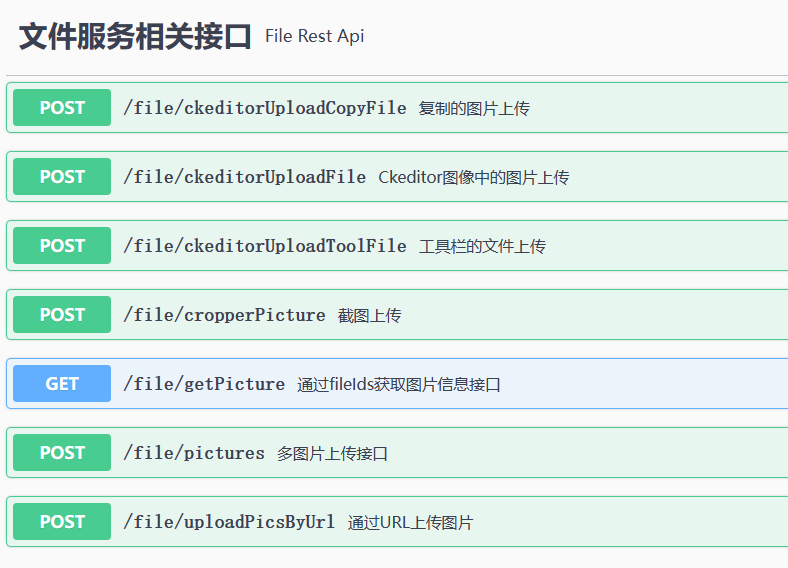 文件服务相关接口 File Rest Api
POST /file/ckeditorUploadCopyFile 复制的图片上传
POST /file/ckeditorUploadFile Ckeditor图像中的图片上传
POST /file/ckeditorUploadToolFile 工具栏的文件上传
POST /file/cropperPicture 截图上传
GET /file/getPicture 通过fileIds获取图片信息接口
POST /file/pictures 多图片上传接口
POST /file/uploadPicsByUrl 通过URL上传图片